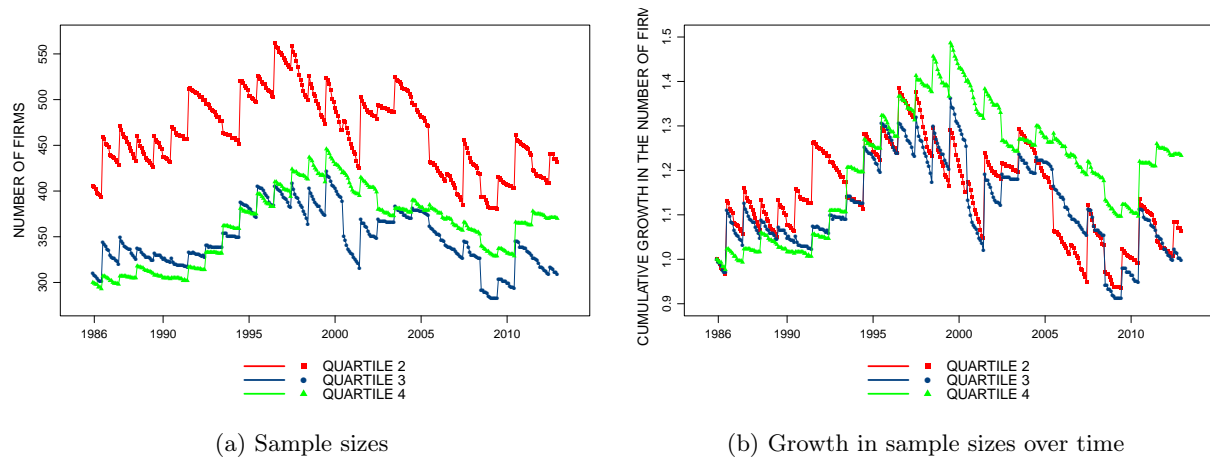 NUMBER OF FIRMS
550
500
450
400
350
300
1986 1990 1995 2000 2005 2010
QUARTILE 2
QUARTILE 3
QUARTILE 4
(a) Sample sizes
CUMULATIVE GROWTH IN THE NUMBER OF FIRM
1.5
1.4
1.3
1.2
1.1
1.0
0.9
1986 1990 1995 2000 2005 2010
QUARTILE 2
QUARTILE 3
QUARTILE 4
(b) Growth in sample sizes over time